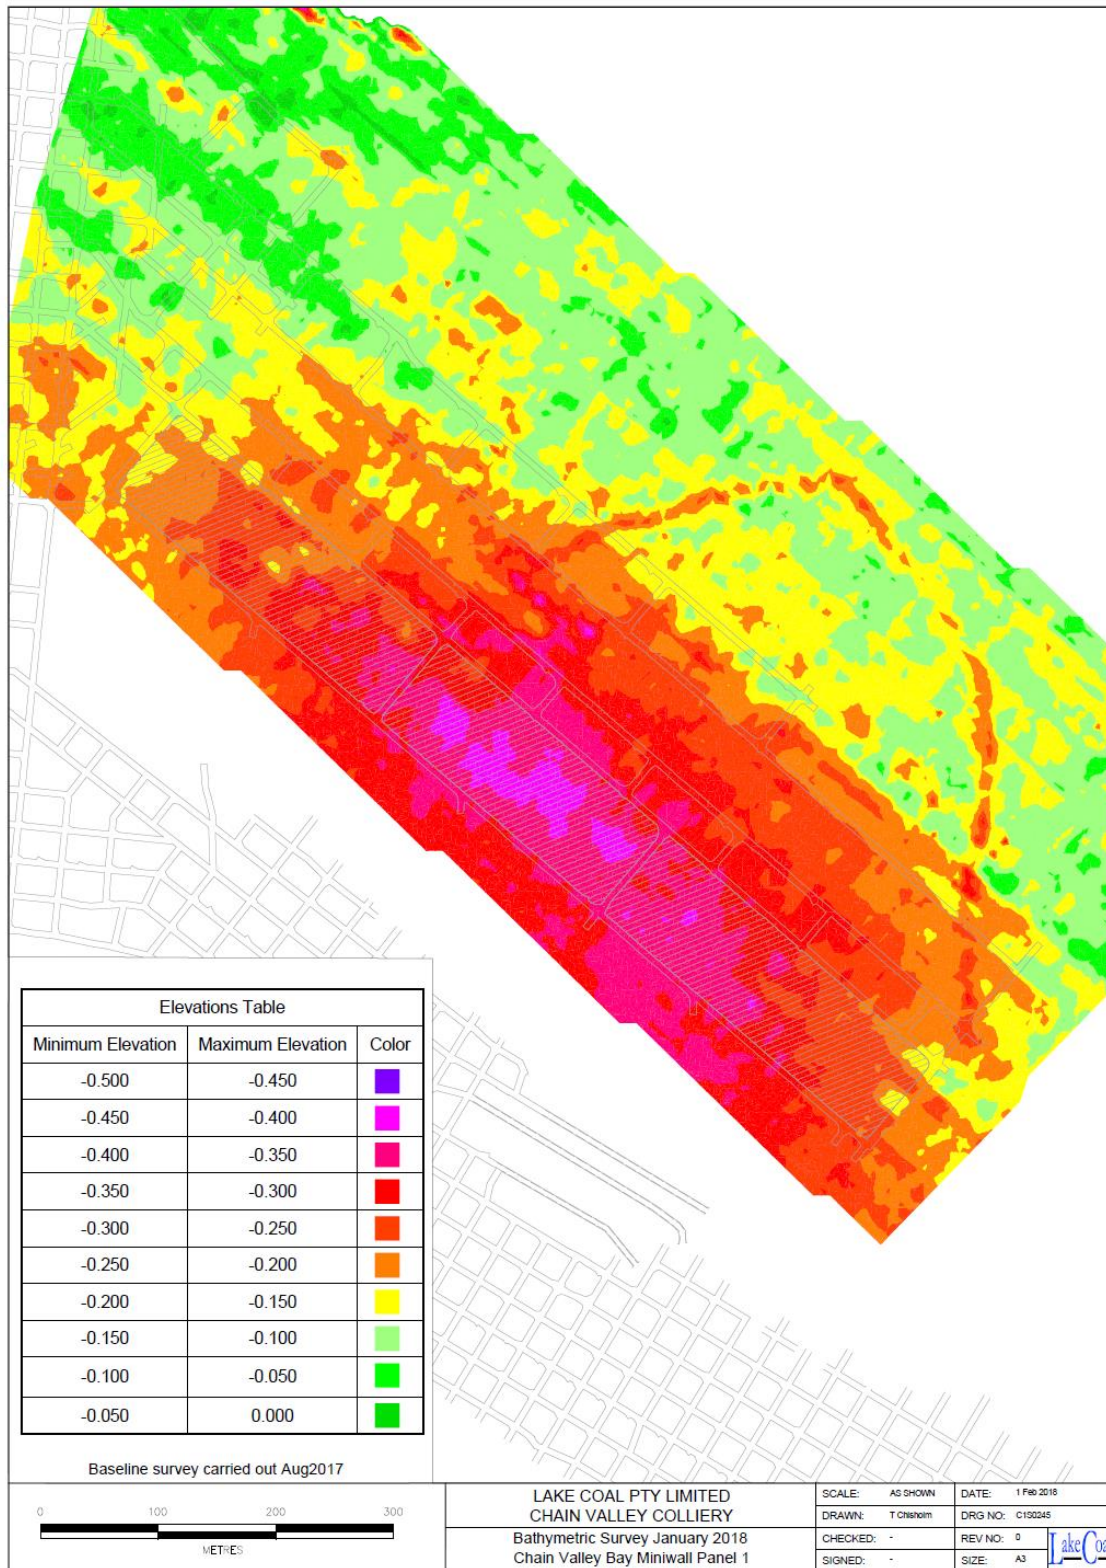 Elevations Table
Minimum Elevation Maximum Elevation Color
-0.500 -0.450
-0.450 -0.400
-0.400 -0.350
-0.350 -0.300
-0.300 -0.250
-0.250 -0.200
-0.200 -0.150
-0.150 -0.100
-0.100 -0.050
-0.050 0.000
Baseline survey carried out Aug2017
0 100 200 300
METRES
LAKE COAL PTY LIMITED
CHAIN VALLEY COLLIERY
Bathymetric Survey January 2018
Chain Valley Bay Miniwall Panel 1
SCALE: AS SHOWN DATE: 1 Feb 2018
DRAWN: T Chisholm DRG NO: C1S0245
CHECKED: - REV NO: 0
SIGNED: - SIZE: A3
Lake Coa